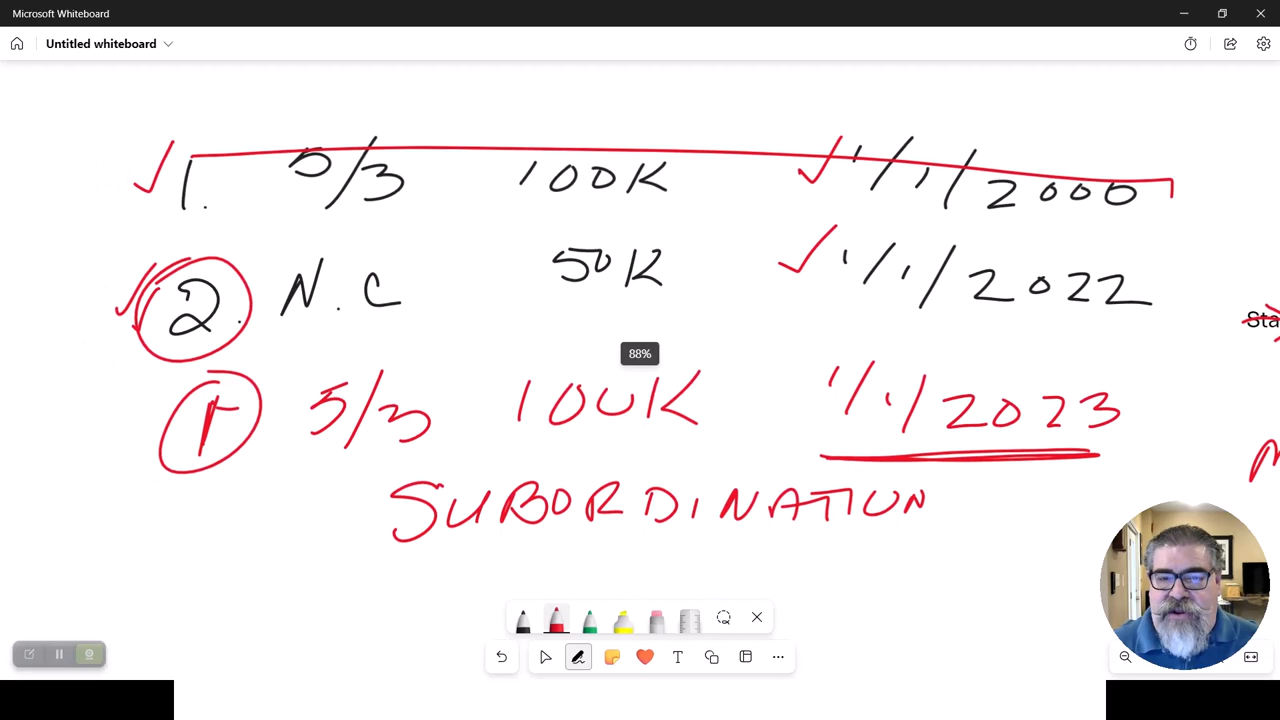 Microsoft Whiteboard
Untitled whiteboard
1. 5/3 100K 1/1/2000
2. N.C 50K 1/1/2022
Sta
88%
1 5/3 100K 1/1/2023
SUBORDINATION